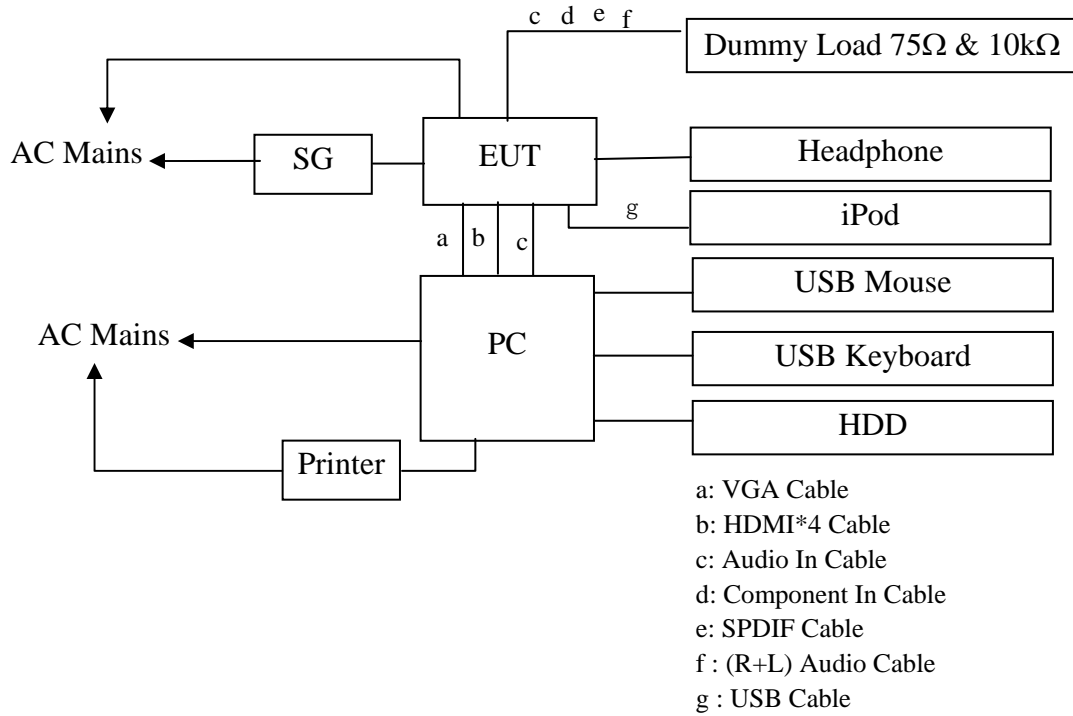 c d e f
Dummy Load 75Ω & 10kΩ
AC Mains
SG
EUT
Headphone
g
iPod
a b c
USB Mouse
AC Mains
PC
USB Keyboard
HDD
Printer
a: VGA Cable
b: HDMI*4 Cable
c: Audio In Cable
d: Component In Cable
e: SPDIF Cable
f : (R+L) Audio Cable
g : USB Cable